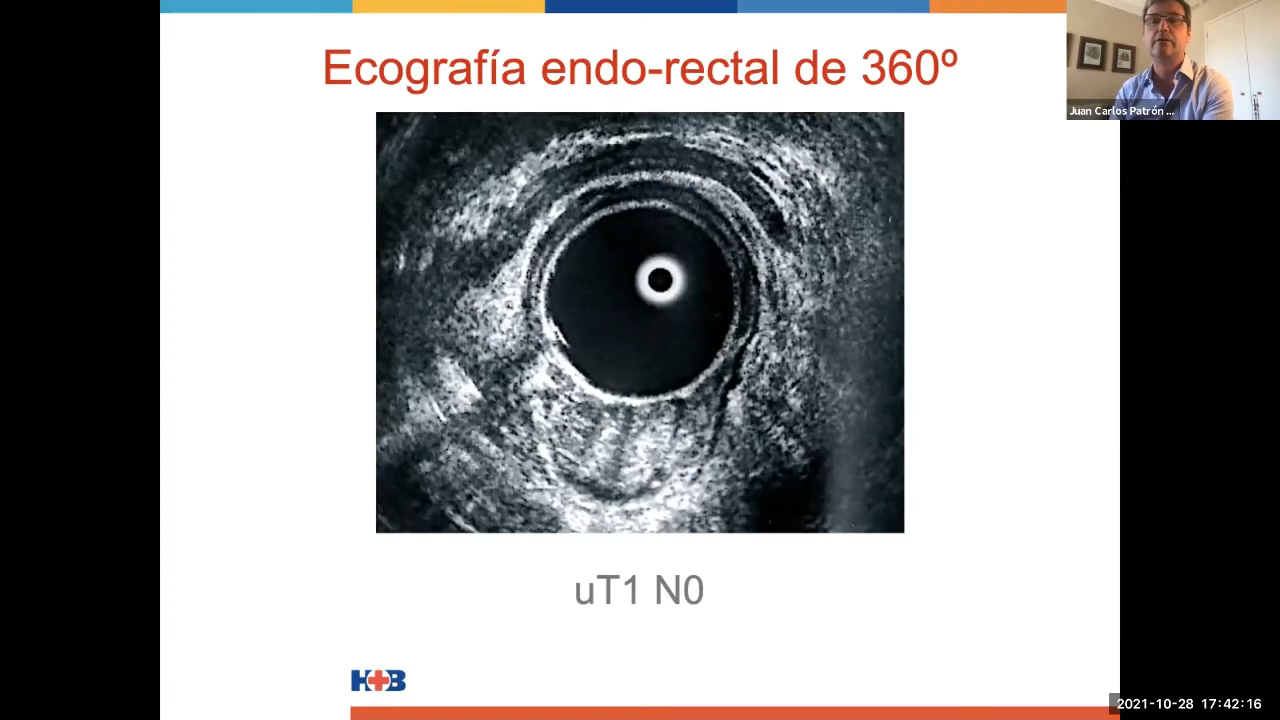 Ecografía endo-rectal de 360º
Juan Carlos Patrón ...
uT1 N0
H+B
2021-10-28 17:42:16